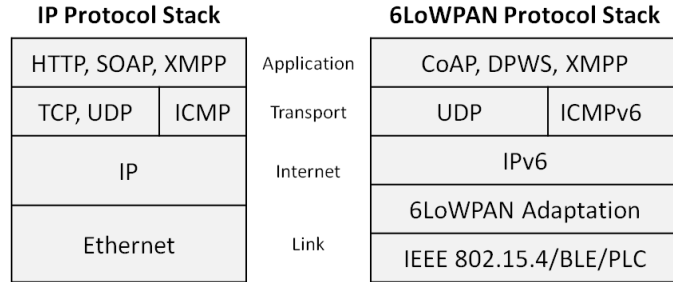 IP Protocol Stack
6LoWPAN Protocol Stack
HTTP, SOAP, XMPP
Application
CoAP, DPWS, XMPP
TCP, UDP
ICMP
Transport
UDP
ICMPv6
IP
Internet
IPv6
6LoWPAN Adaptation
Ethernet
Link
IEEE 802.15.4/BLE/PLC